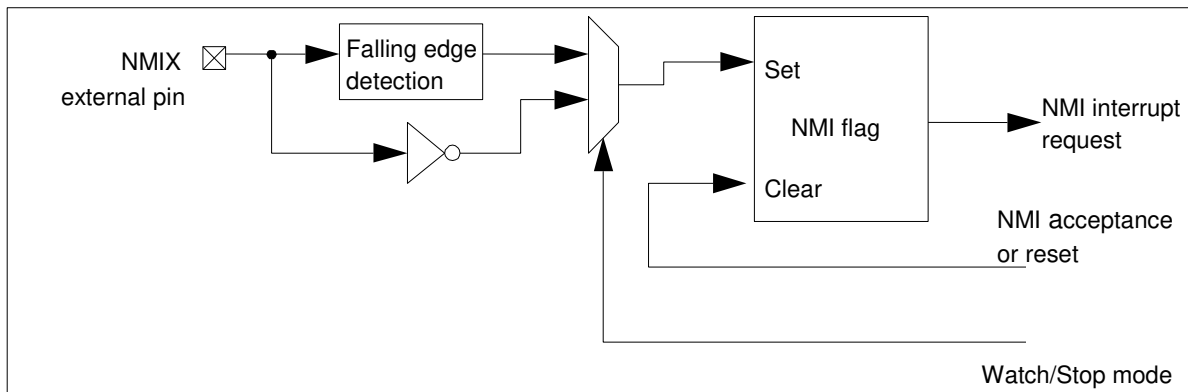 NMIX
external pin
Falling edge
detection
Set
NMI flag
Clear
NMI interrupt
request
NMI acceptance
or reset
Watch/Stop mode